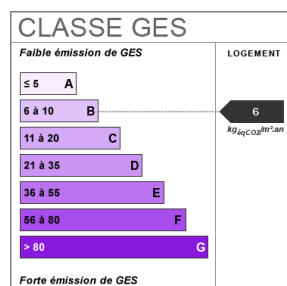 CLASSE GES
Faible émission de GES
LOGEMENT
≤ 5 A
6 à 10 B
6
kgéqCO2/m².an
11 à 20 C
21 à 35 D
36 à 55 E
56 à 80 F
> 80 G
Forte émission de GES